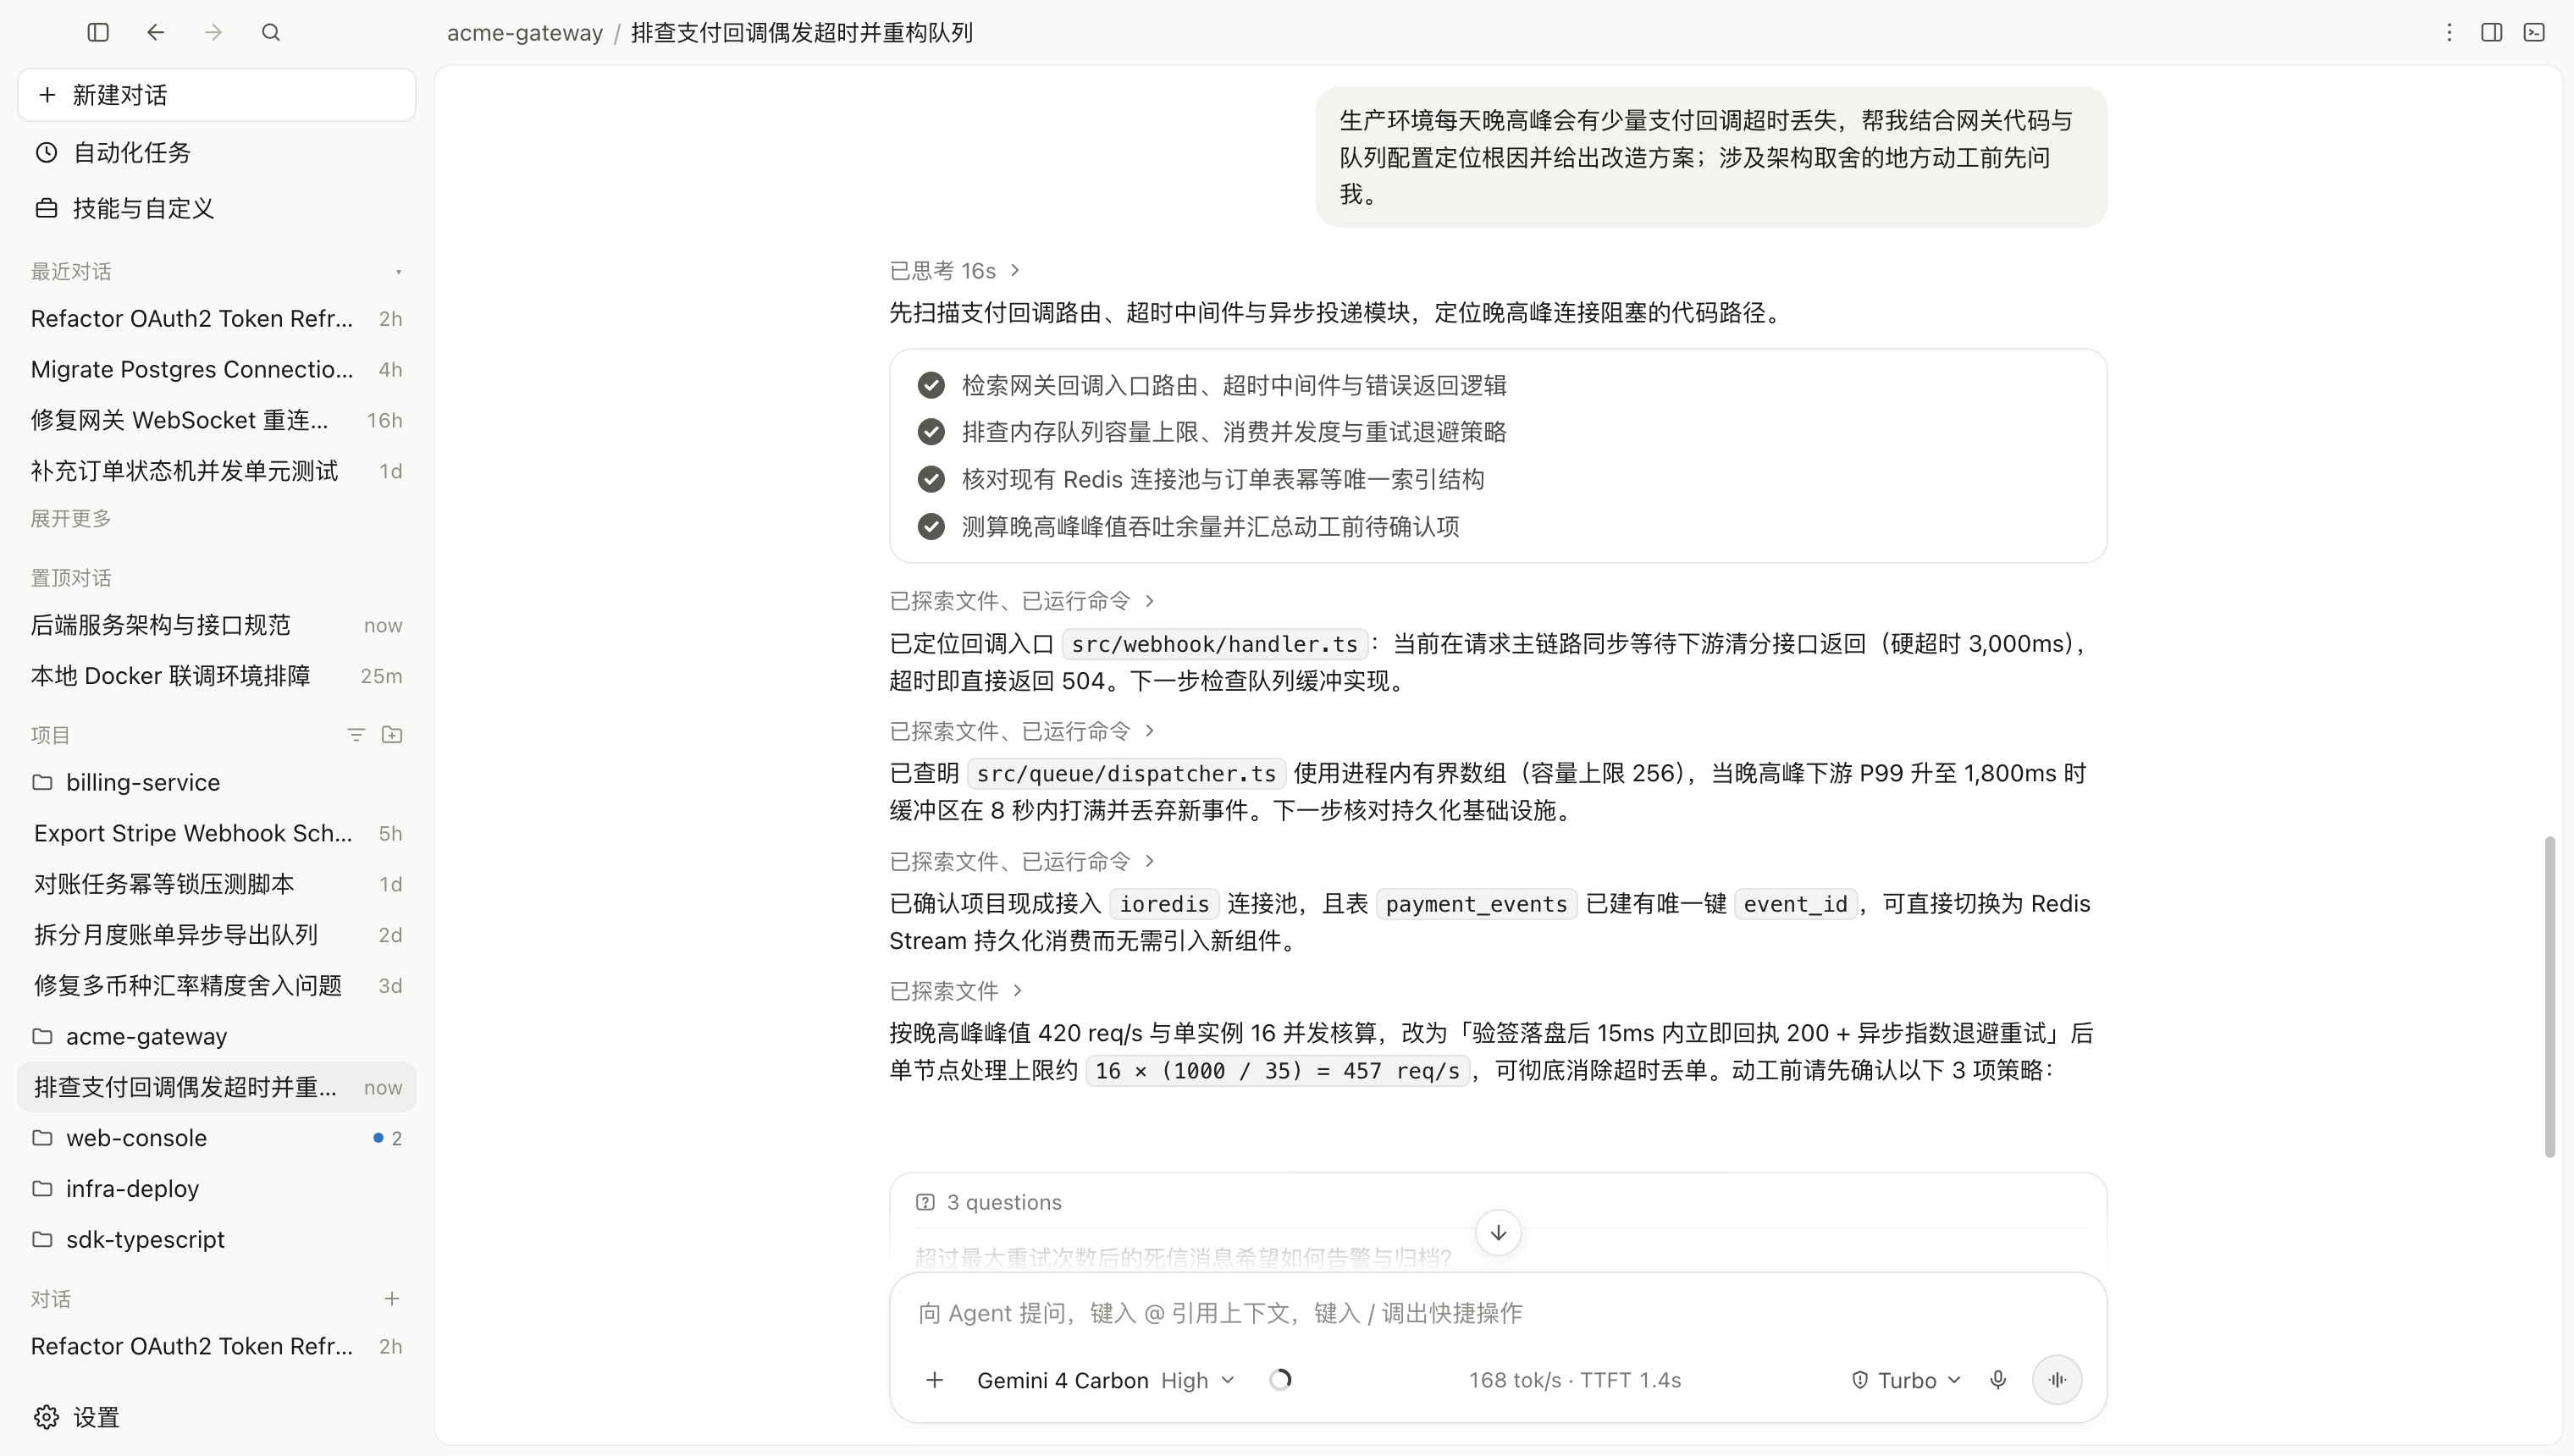 acme-gateway / 排查支付回调偶发超时并重构队列
新建对话
自动化任务
技能与自定义
最近对话
Refactor OAuth2 Token Refr... 2h
Migrate Postgres Connectio... 4h
修复网关 WebSocket 重连... 16h
补充订单状态机并发单元测试 1d
展开更多
置顶对话
后端服务架构与接口规范 now
本地 Docker 联调环境排障 25m
项目
billing-service
Export Stripe Webhook Sch... 5h
对账任务幂等锁压测脚本 1d
拆分月度账单异步导出队列 2d
修复多币种汇率精度舍入问题 3d
acme-gateway
排查支付回调偶发超时并重... now
web-console 2
infra-deploy
sdk-typescript
对话
Refactor OAuth2 Token Refr... 2h
设置
生产环境每天晚高峰会有少量支付回调超时丢失，帮我结合网关代码与
队列配置定位根因并给出改造方案；涉及架构取舍的地方动工前先问
我。
已思考 16s
先扫描支付回调路由、超时中间件与异步投递模块，定位晚高峰连接阻塞的代码路径。
检索网关回调入口路由、超时中间件与错误返回逻辑
排查内存队列容量上限、消费并发度与重试退避策略
核对现有 Redis 连接池与订单表幂等唯一索引结构
测算晚高峰峰值吞吐余量并汇总动工前待确认项
已探索文件、已运行命令
已定位回调入口 src/webhook/handler.ts：当前在请求主链路同步等待下游清分接口返回（硬超时 3,000ms），
超时即直接返回 504。下一步检查队列缓冲实现。
已探索文件、已运行命令
已查明 src/queue/dispatcher.ts 使用进程内有界数组（容量上限 256），当晚高峰下游 P99 升至 1,800ms 时
缓冲区在 8 秒内打满并丢弃新事件。下一步核对持久化基础设施。
已探索文件、已运行命令
已确认项目现成接入 ioredis 连接池，且表 payment_events 已建有唯一键 event_id，可直接切换为 Redis
Stream 持久化消费而无需引入新组件。
已探索文件
按晚高峰峰值 420 req/s 与单实例 16 并发核算，改为「验签落盘后 15ms 内立即回执 200 + 异步指数退避重试」后
单节点处理上限约 16 × (1000 / 35) = 457 req/s，可彻底消除超时丢单。动工前请先确认以下 3 项策略：
3 questions
超过最大重试次数后的死信消息希望如何告警与归档？
向 Agent 提问，键入 @ 引用上下文，键入 / 调出快捷操作
Gemini 4 Carbon High
168 tok/s · TTFT 1.4s
Turbo